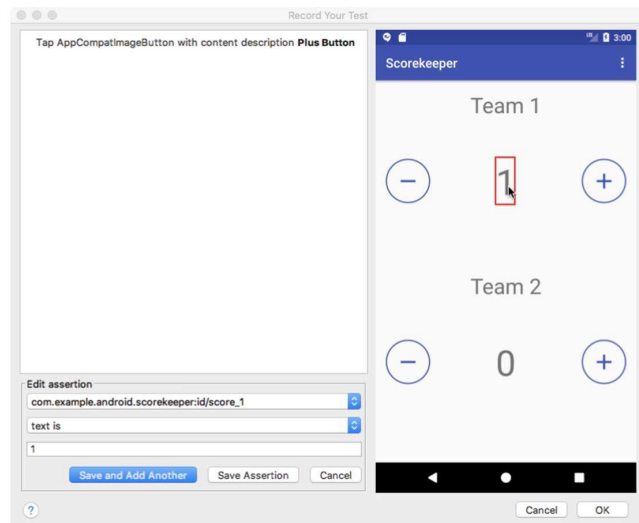 Record Your Test
Tap AppCompatImageButton with content description Plus Button
3:00
Scorekeeper
Team 1
1
Team 2
0
Edit assertion
com.example.android.scorekeeper:id/score_1
text is
1
Save and Add Another
Save Assertion
Cancel
?
Cancel
OK